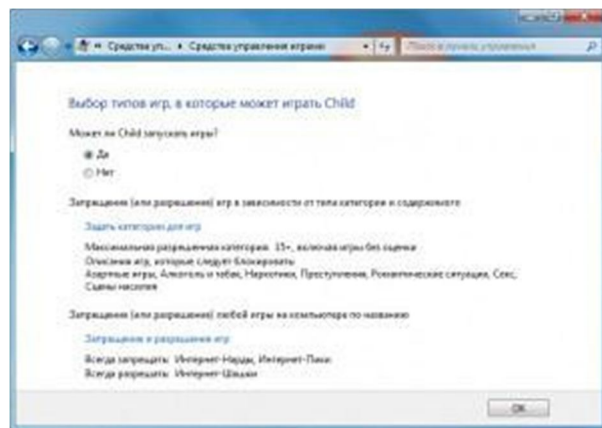 Средства уп... Средства управления играми Поиск в панели управления
Выбор типов игр, в которые может играть Child
Может ли Child запускать игры?
Да
Нет
Запрещение (или разрешение) игр в зависимости от типа категории и содержимого
Задать категории для игр
Максимальная разрешенная категория: 15+, включая игры без оценки
Описания игр, которые следует блокировать:
Азартные игры, Алкоголь и табак, Наркотики, Преступления, Романтические ситуации, Секс,
Сцены насилия
Запрещение (или разрешение) любой игры на компьютере по названию
Запрещение и разрешение игр
Всегда запрещать: Интернет-Нарды, Интернет-Пики
Всегда разрешать: Интернет-Шашки
OK